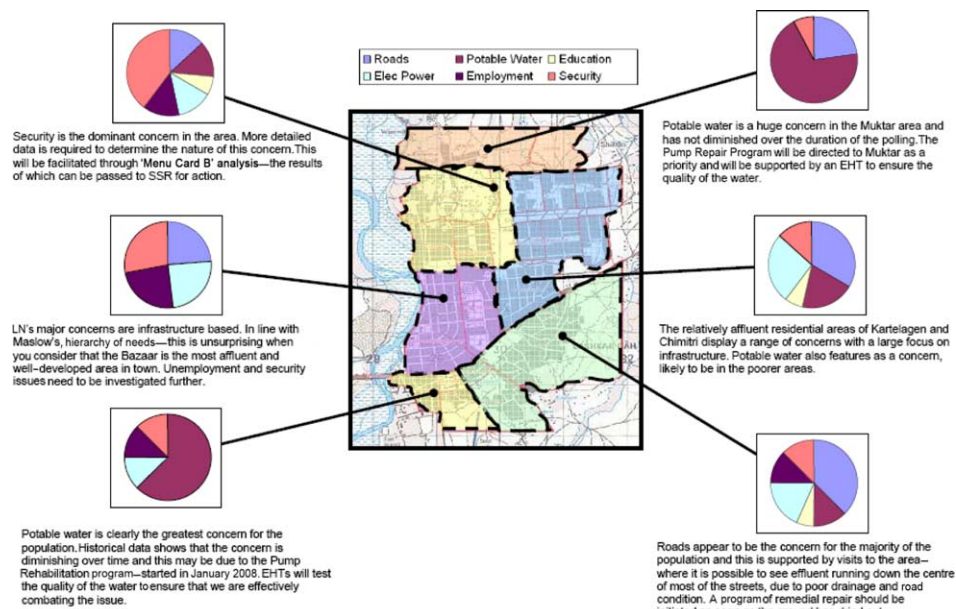 Roads Potable Water Education
Elec Power Employment Security
Security is the dominant concern in the area. More detailed
data is required to determine the nature of this concern. This
will be facilitated through 'Menu Card B' analysis—the results
of which can be passed to SSR for action.
Potable water is a huge concern in the Muktar area and
has not diminished over the duration of the polling. The
Pump Repair Program will be directed to Muktar as a
priority and will be supported by an EHT to ensure the
quality of the water.
LN's major concerns are infrastructure based. In line with
Maslow's, hierarchy of needs—this is unsurprising when
you consider that the Bazaar is the most affluent and
well-developed area in town. Unemployment and security
issues need to be investigated further.
The relatively affluent residential areas of Kartelagen and
Chimitri display a range of concerns with a large focus on
infrastructure. Potable water also features as a concern,
likely to be in the poorer areas.
Potable water is clearly the greatest concern for the
population. Historical data shows that the concern is
diminishing over time and this may be due to the Pump
Rehabilitation program—started in January 2008. EHTs will test
the quality of the water to ensure that we are effectively
combating the issue.
Roads appear to be the concern for the majority of the
population and this is supported by visits to the area—
where it is possible to see effluent running down the centre
of most of the streets, due to poor drainage and road
condition. A program of remedial repair should be